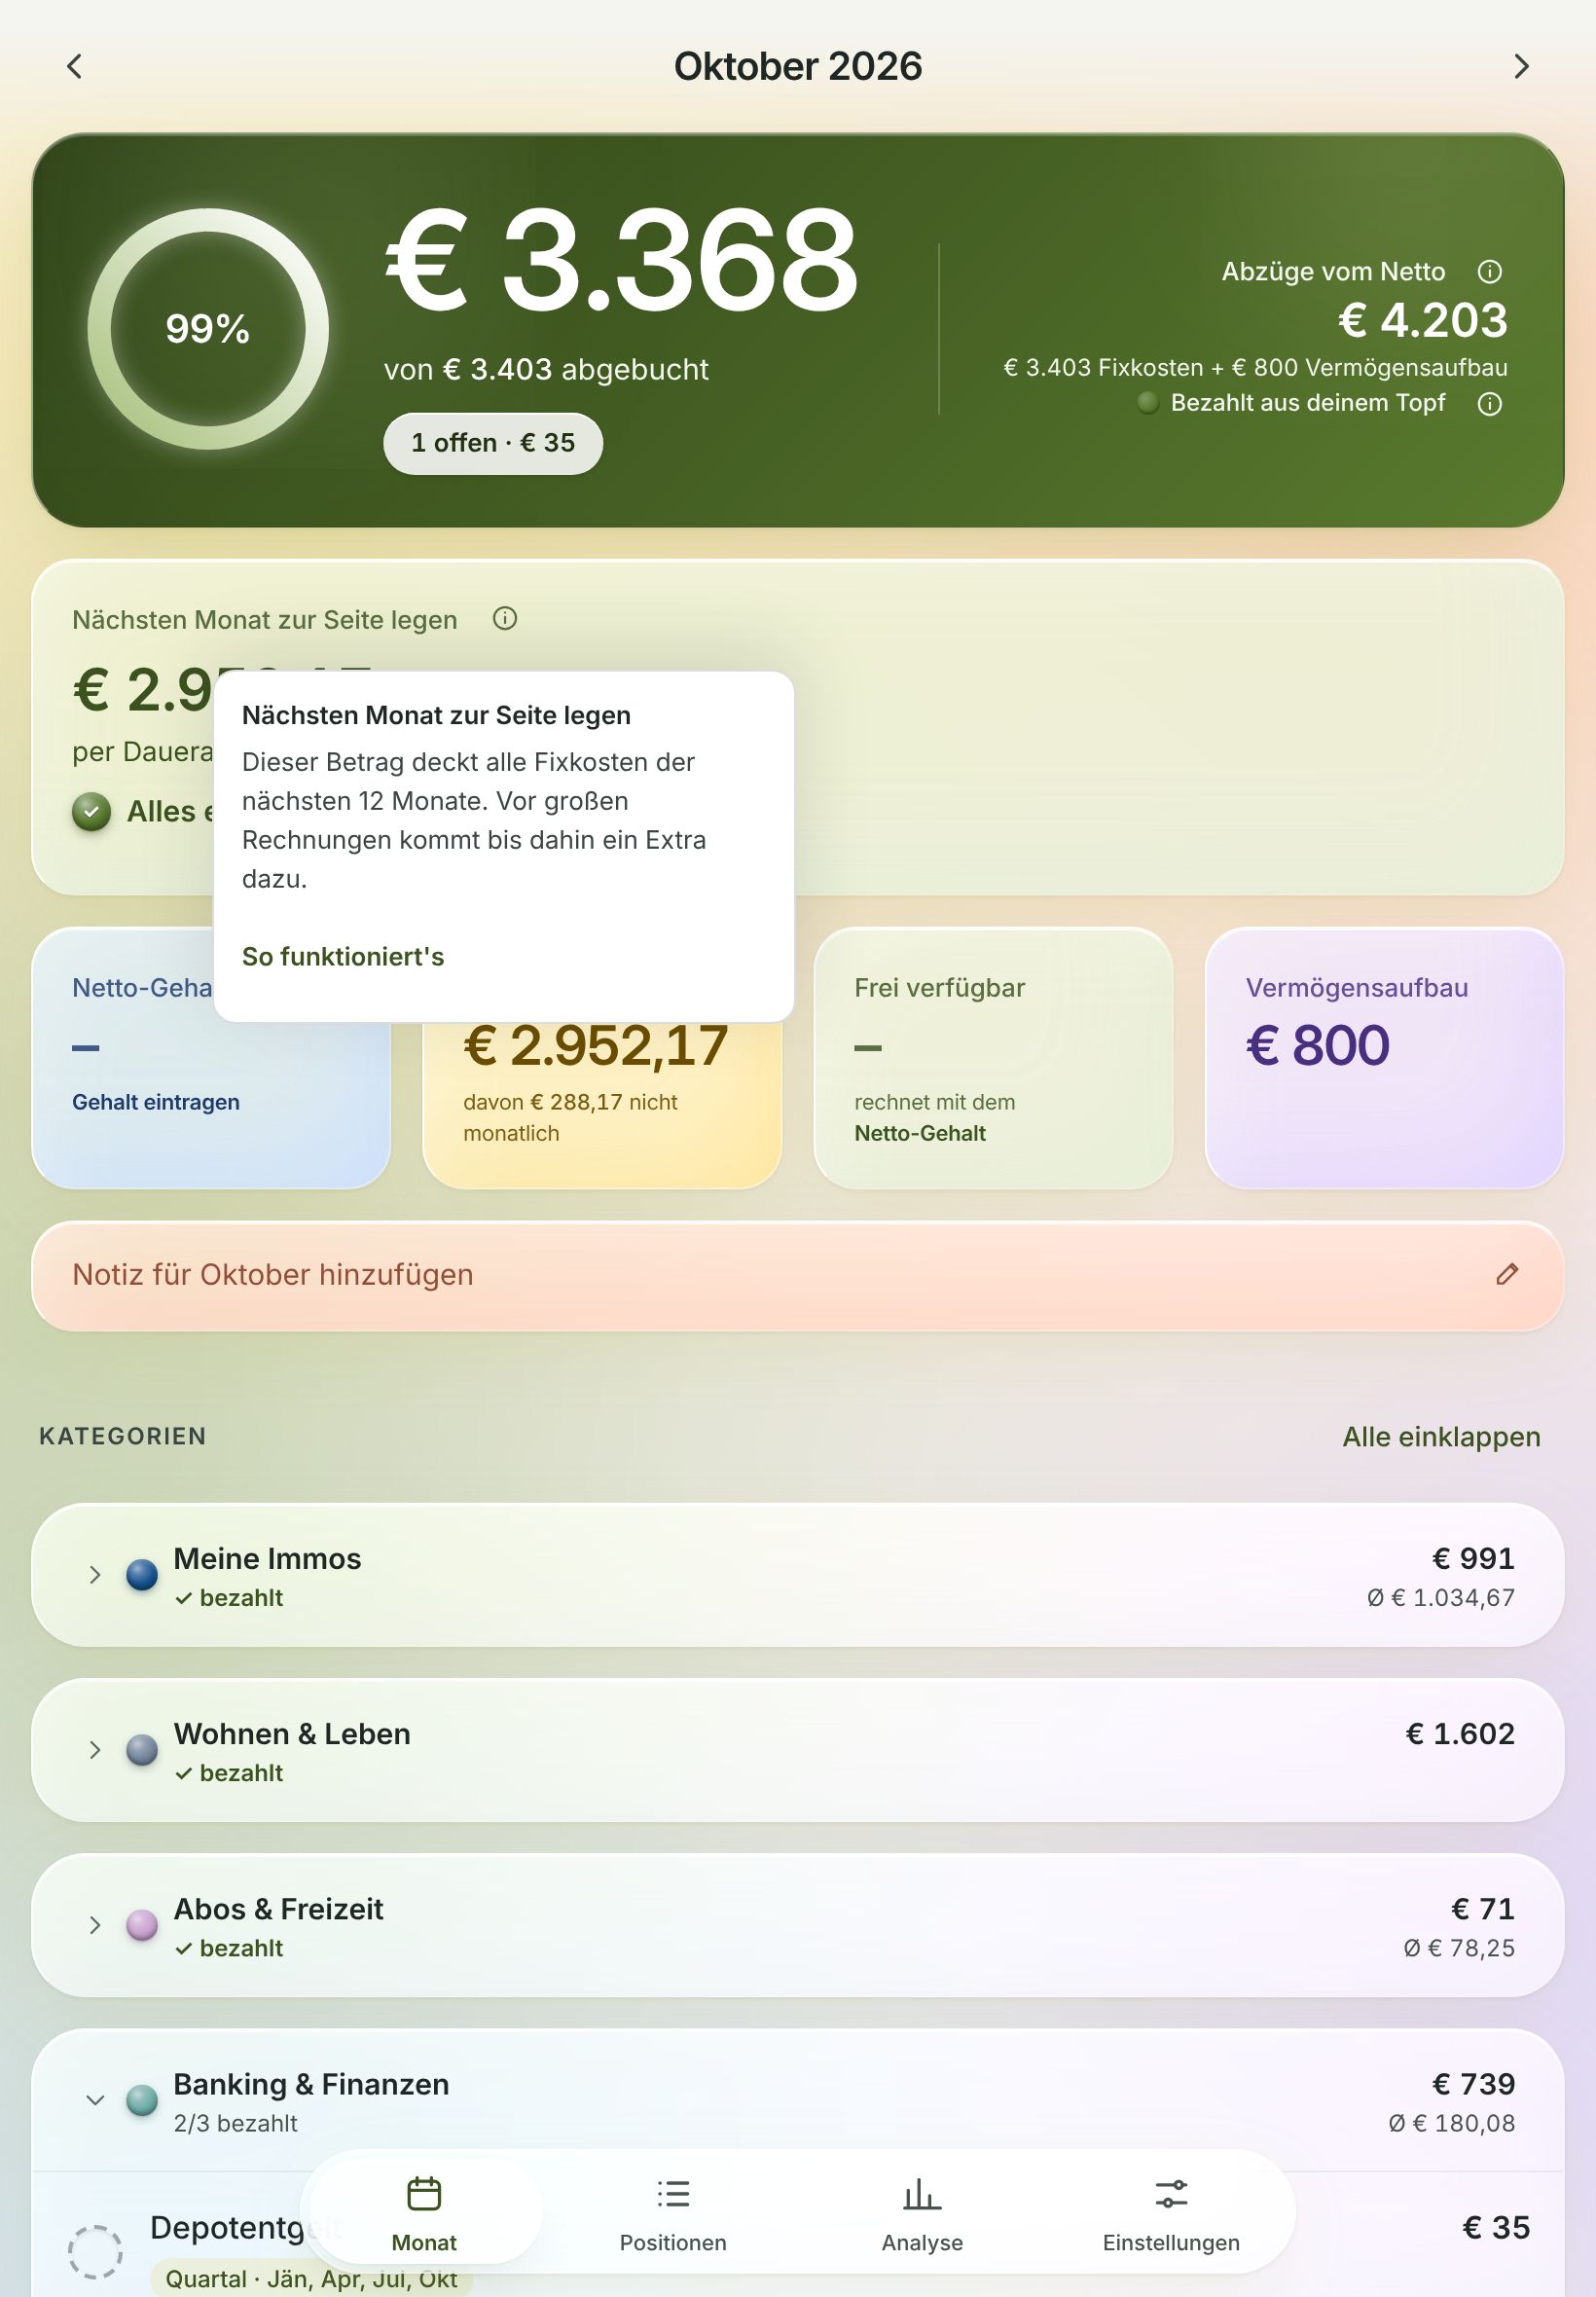 Oktober 2026
99%
€ 3.368
von € 3.403 abgebucht
1 offen · € 35
Abzüge vom Netto
€ 4.203
€ 3.403 Fixkosten + € 800 Vermögensaufbau
Bezahlt aus deinem Topf
Nächsten Monat zur Seite legen
€ 2.9
per Dauera
Alles e
Nächsten Monat zur Seite legen
Dieser Betrag deckt alle Fixkosten der
nächsten 12 Monate. Vor großen
Rechnungen kommt bis dahin ein Extra
dazu.
So funktioniert's
Netto-Geha
–
Gehalt eintragen
€ 2.952,17
davon € 288,17 nicht
monatlich
Frei verfügbar
–
rechnet mit dem
Netto-Gehalt
Vermögensaufbau
€ 800
Notiz für Oktober hinzufügen
KATEGORIEN
Alle einklappen
Meine Immos
✓ bezahlt
€ 991
Ø € 1.034,67
Wohnen & Leben
✓ bezahlt
€ 1.602
Abos & Freizeit
✓ bezahlt
€ 71
Ø € 78,25
Banking & Finanzen
2/3 bezahlt
€ 739
Ø € 180,08
Depotentgelt
€ 35
Quartal · Jän, Apr, Jul, Okt
Monat
Positionen
Analyse
Einstellungen